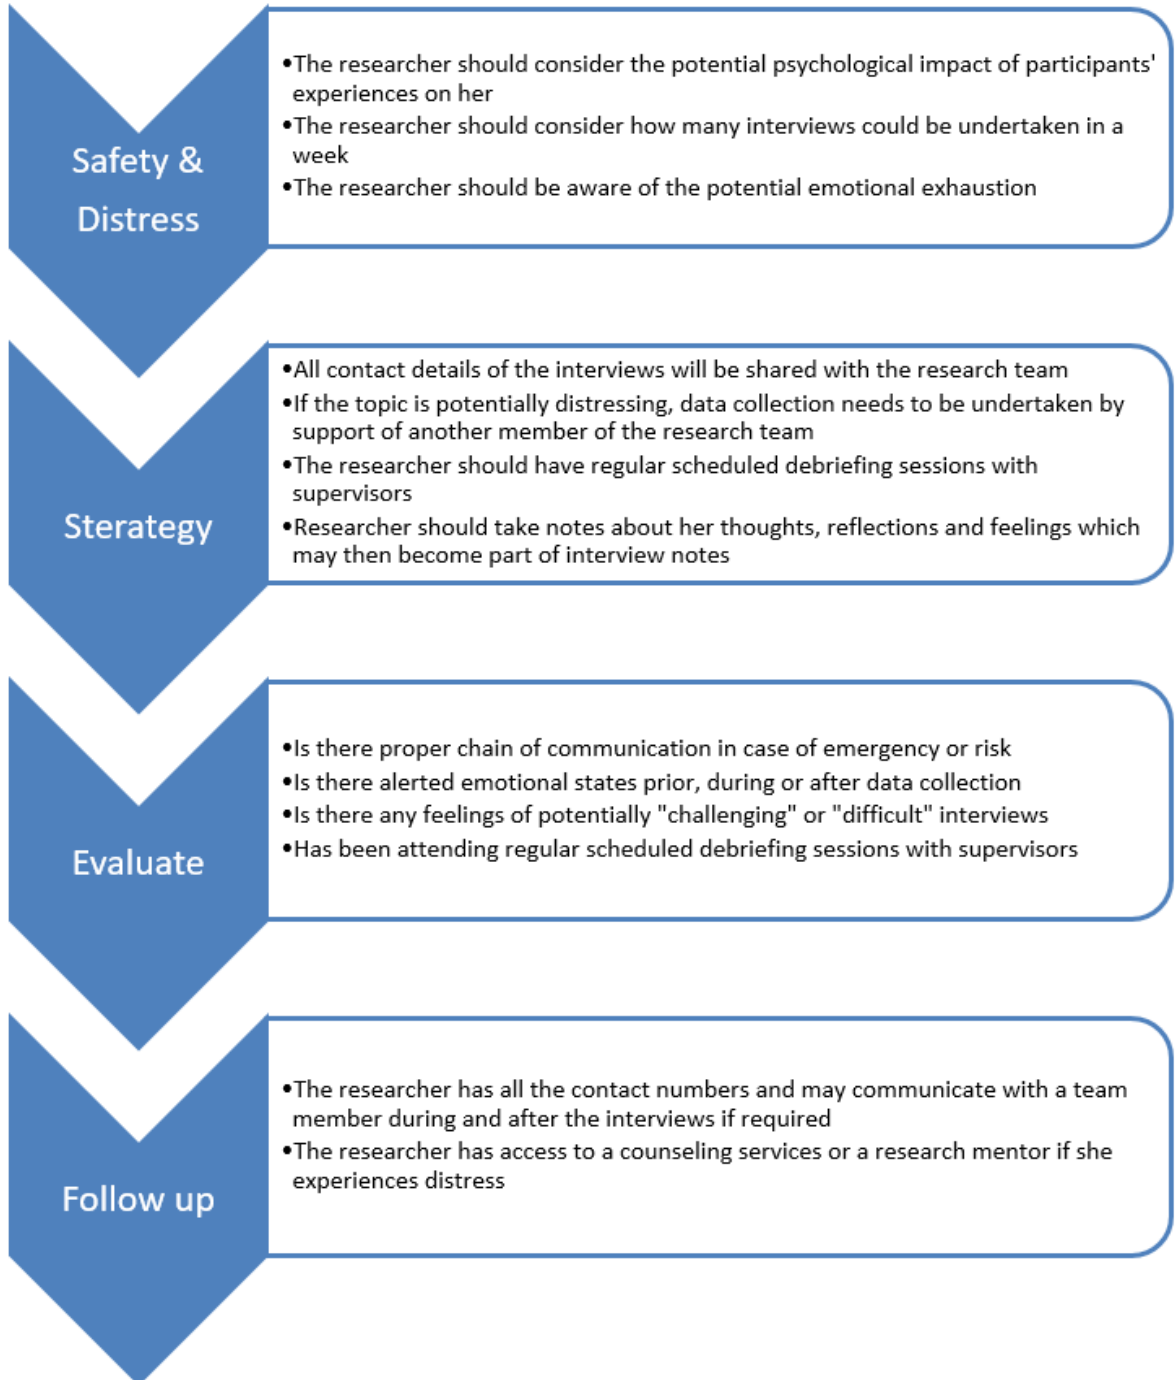 Safety &
Distress
•The researcher should consider the potential psychological impact of participants'
experiences on her
•The researcher should consider how many interviews could be undertaken in a
week
•The researcher should be aware of the potential emotional exhaustion
Sterategy
•All contact details of the interviews will be shared with the research team
•If the topic is potentially distressing, data collection needs to be undertaken by
support of another member of the research team
•The researcher should have regular scheduled debriefing sessions with
supervisors
•Researcher should take notes about her thoughts, reflections and feelings which
may then become part of interview notes
Evaluate
•Is there proper chain of communication in case of emergency or risk
•Is there alerted emotional states prior, during or after data collection
•Is there any feelings of potentially "challenging" or "difficult" interviews
•Has been attending regular scheduled debriefing sessions with supervisors
Follow up
•The researcher has all the contact numbers and may communicate with a team
member during and after the interviews if required
•The researcher has access to a counseling services or a research mentor if she
experiences distress